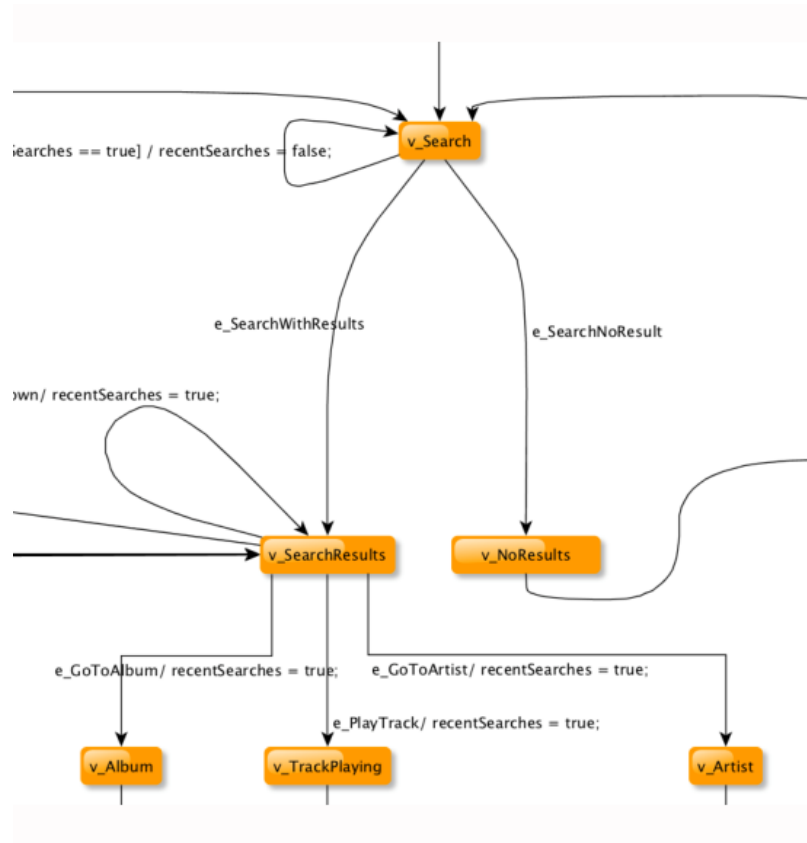 v_Search
Searches == true] / recentSearches = false;
e_SearchWithResults
e_SearchNoResult
own/ recentSearches = true;
v_SearchResults
v_NoResults
e_GoToAlbum/ recentSearches = true;
e_GoToArtist/ recentSearches = true;
e_PlayTrack/ recentSearches = true;
v_Album
v_TrackPlaying
v_Artist